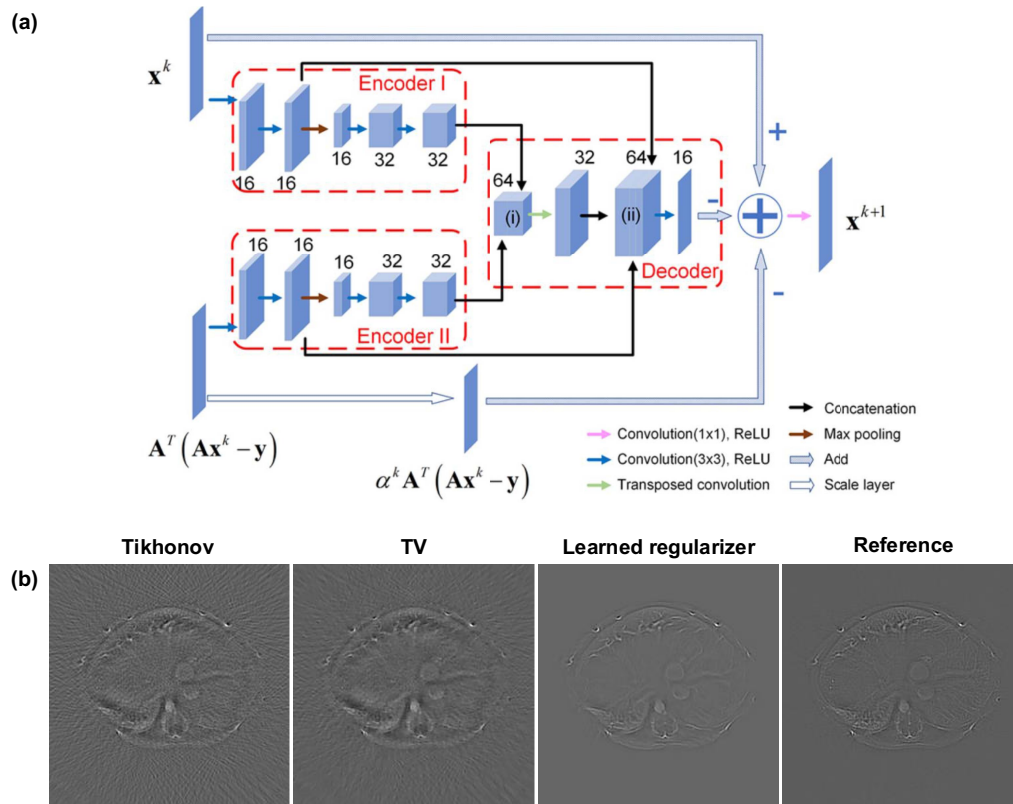 (a)
x^k
Encoder I
16 16 16 32 32
64 32 64 16
(i) (ii)
Decoder
+
-
-
x^{k+1}
16 16 16 32 32
Encoder II
A^T (Ax^k − y)
α^k A^T (Ax^k − y)
Convolution(1x1), ReLU
Convolution(3x3), ReLU
Transposed convolution
Concatenation
Max pooling
Add
Scale layer
Tikhonov TV Learned regularizer Reference
(b)